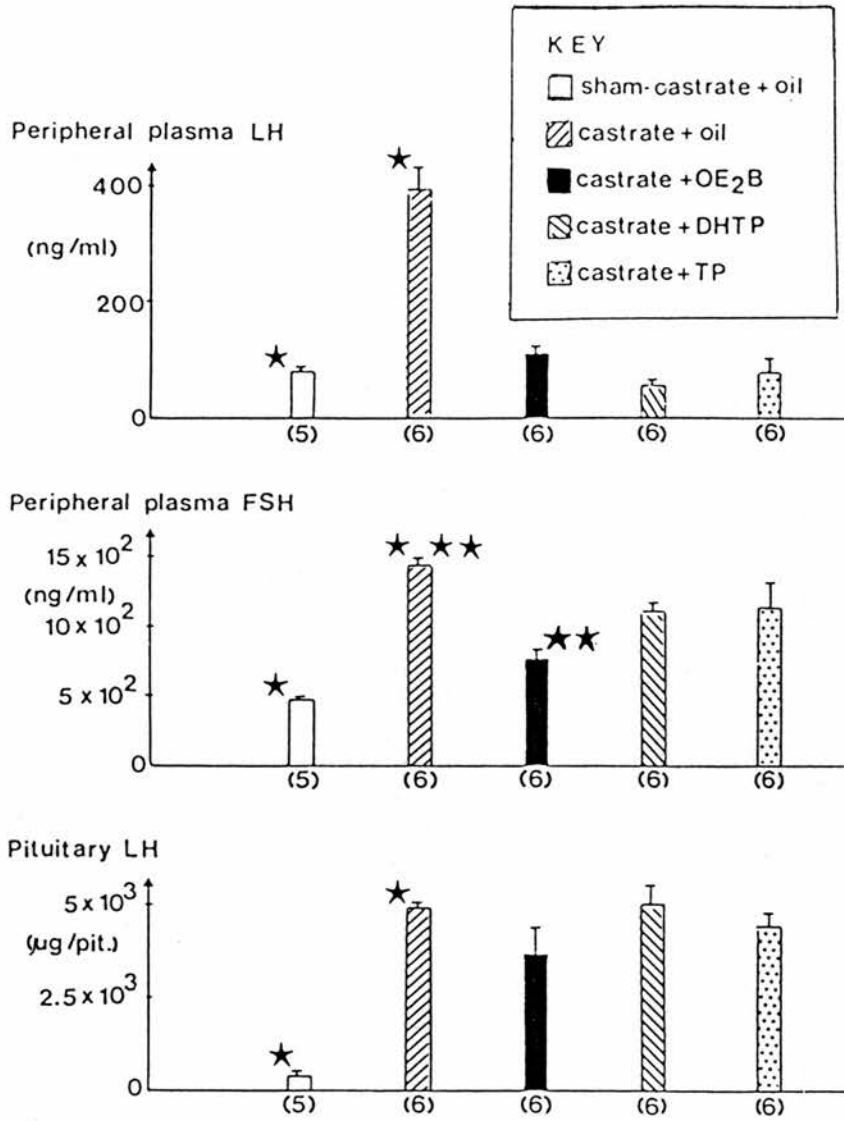 KEY
sham-castrate + oil
castrate + oil
castrate + OE₂B
castrate + DHTP
castrate + TP
Peripheral plasma LH
400
(ng/ml)
200
0
(5) (6) (6) (6) (6)
★ ★
Peripheral plasma FSH
15 x 10²
(ng/ml)
10 x 10²
5 x 10²
0
(5) (6) (6) (6) (6)
★ ★ ★★ ★★
Pituitary LH
5 x 10³
(µg/pit.)
2.5 x 10³
0
(5) (6) (6) (6) (6)
★ ★